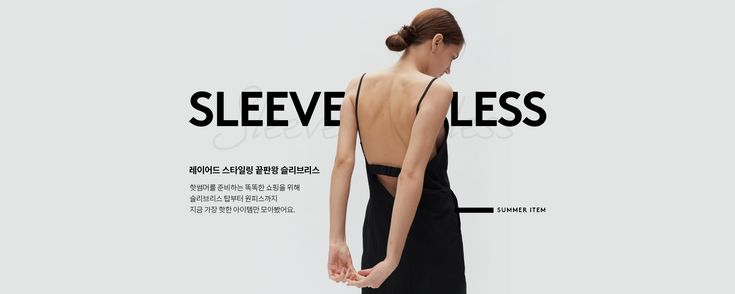 SLEEVELESS
Sleeveless
레이어드 스타일링 끝판왕 슬리브리스
핫썸머를 준비하는 똑똑한 쇼핑을 위해
슬리브리스 탑부터 원피스까지
지금 가장 핫한 아이템만 모아봤어요.
SUMMER ITEM